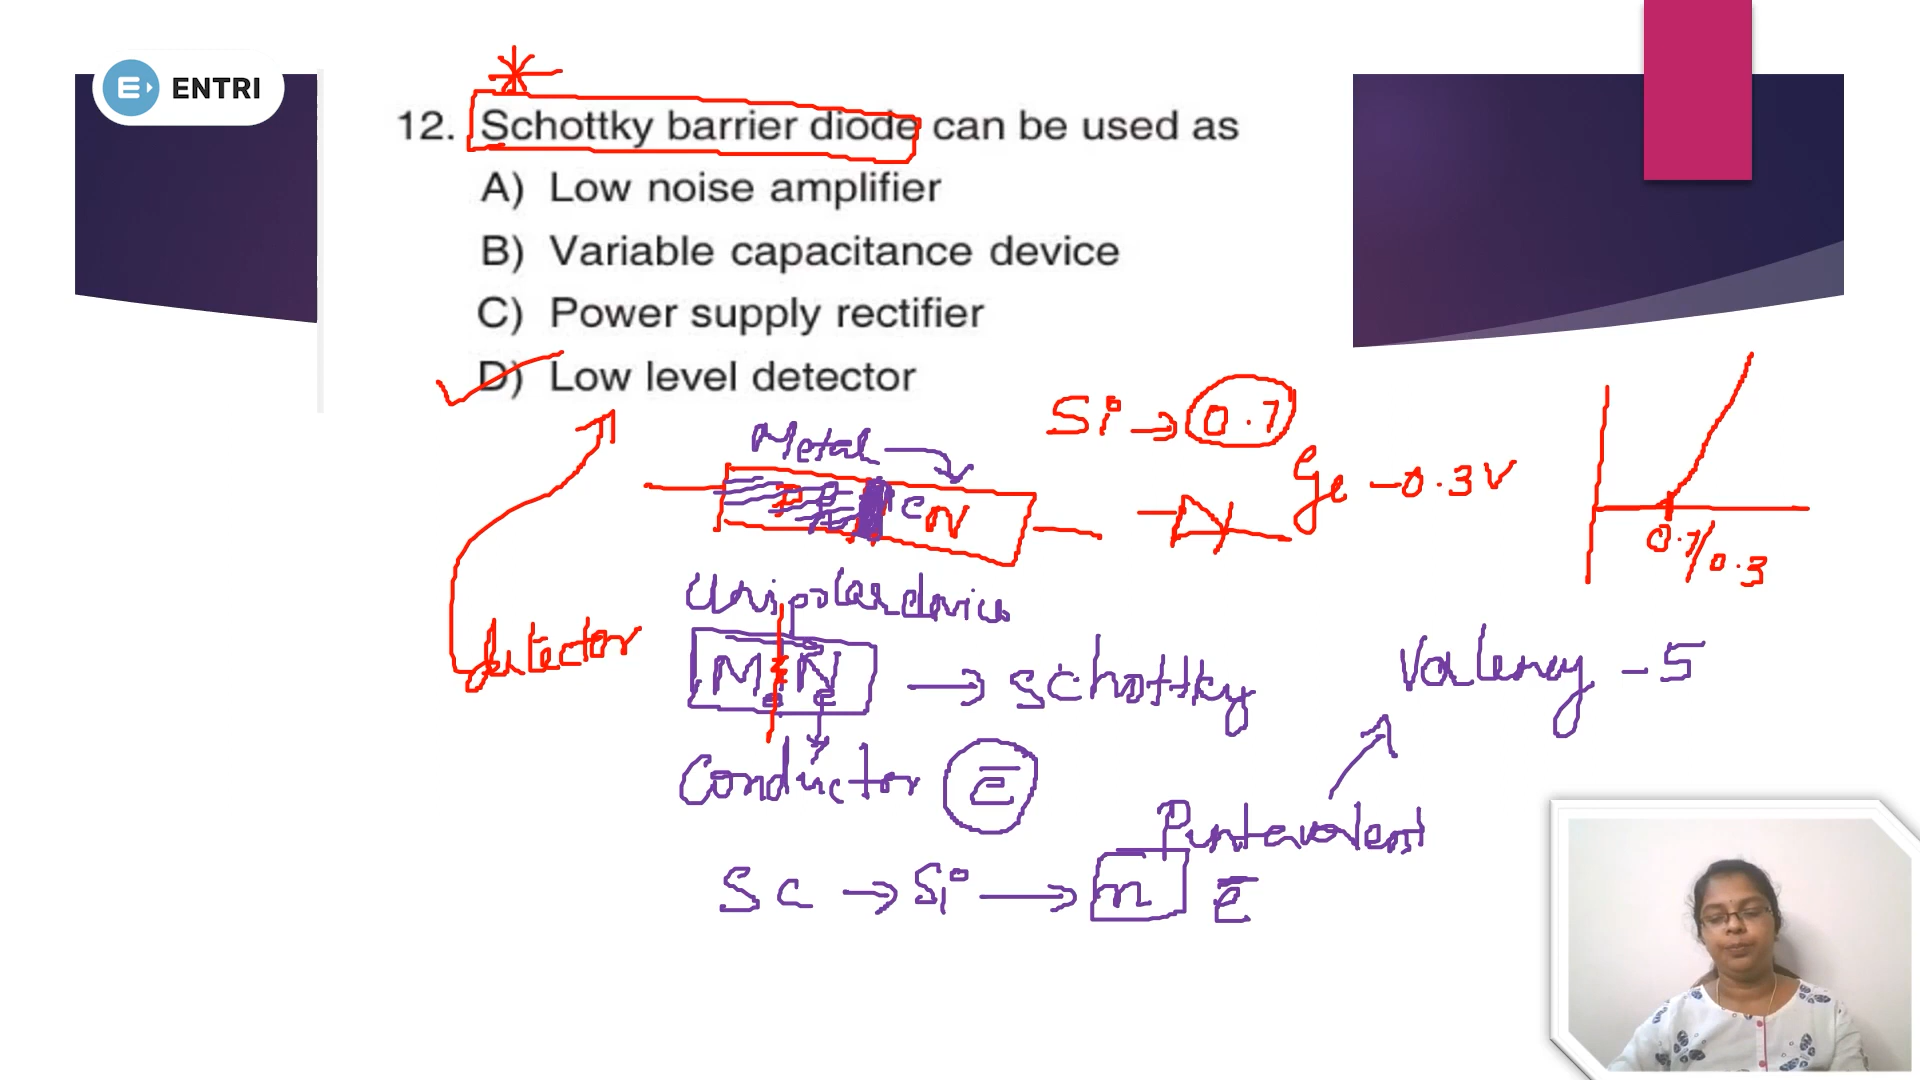 ENTRI
12. Schottky barrier diode can be used as
A) Low noise amplifier
B) Variable capacitance device
C) Power supply rectifier
D) Low level detector
Si → 0.7
Metal
Ge - 0.3 V
P
e N
0.7/0.3
Unipolar device
detector
M N → Schottky
Valency - 5
e e
Conductor e̅
Pentavalent
SC → Si → n e̅